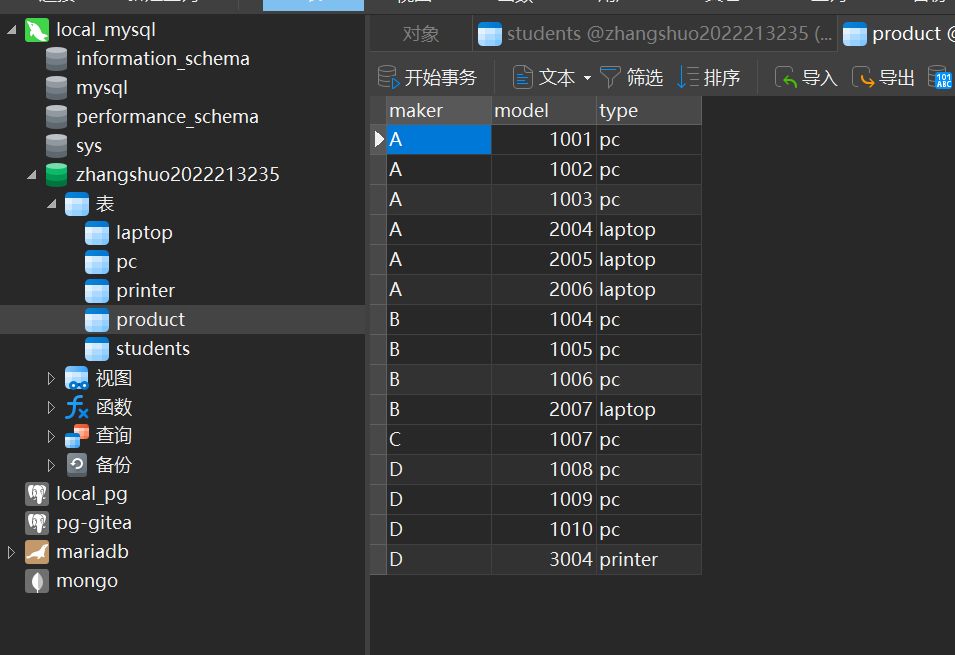 local_mysql
information_schema
mysql
performance_schema
sys
zhangshuo2022213235
表
laptop
pc
printer
product
students
视图
函数
查询
备份
local_pg
pg-gitea
mariadb
mongo
对象 students @zhangshuo2022213235 (... product @
开始事务 文本 筛选 排序 导入 导出
maker model type
A 1001 pc
A 1002 pc
A 1003 pc
A 2004 laptop
A 2005 laptop
A 2006 laptop
B 1004 pc
B 1005 pc
B 1006 pc
B 2007 laptop
C 1007 pc
D 1008 pc
D 1009 pc
D 1010 pc
D 3004 printer